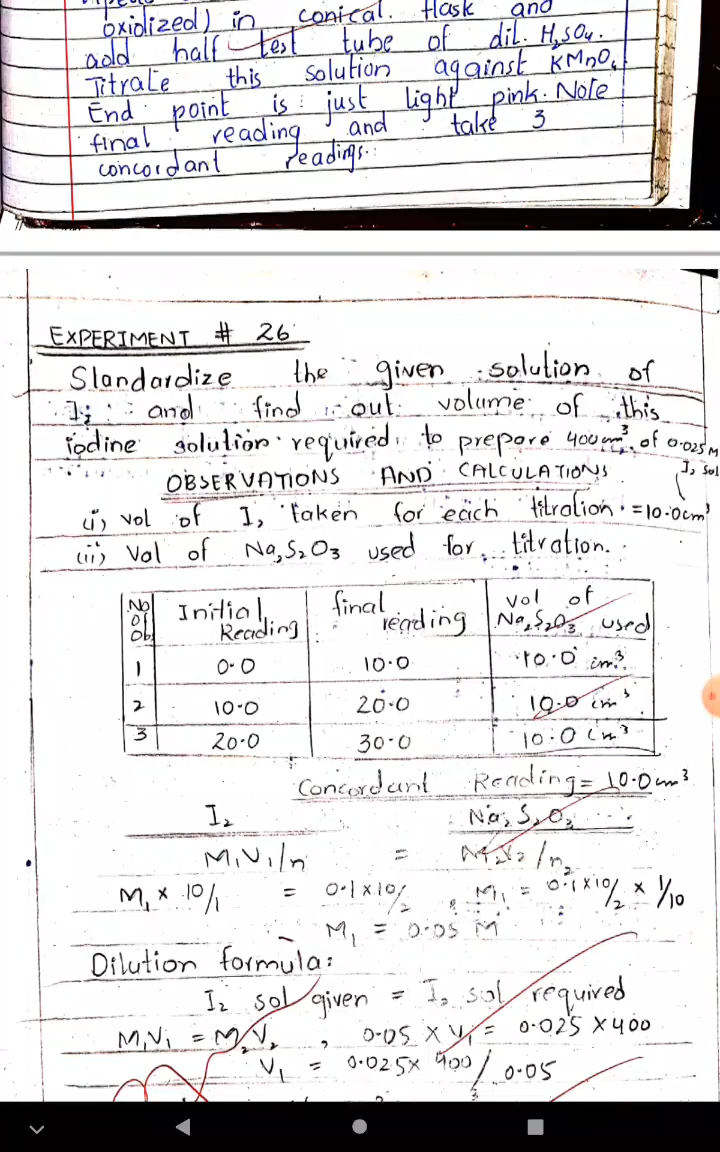 oxidized) in conical flask and
add half test tube of dil. H₂SO₄.
Titrate this solution against KMnO₄
End point is just light pink. Note
final reading and take 3
concordant readings.
EXPERIMENT # 26
Standardize the given solution of
I₂ and find out volume of this
iodine solution required to prepare 400cm³ of 0.025M
I₂ sol
OBSERVATIONS AND CALCULATIONS
(i) vol of I₂ taken for each titration = 10.0cm³
(ii) Vol of Na₂S₂O₃ used for titration.
No of Ob. Initial Reading final reading vol of Na₂S₂O₃ used
1 0.0 10.0 10.0 cm³
2 10.0 20.0 10.0 cm³
3 20.0 30.0 10.0 cm³
Concordant Reading = 10.0cm³
I₂ Na₂S₂O₃
M₁V₁/n = M₂V₂/n₂
M₁ × 10/1 = 0.1×10/2 , M₁ = 0.1×10/2 × 1/10
M₁ = 0.05 M
Dilution formula:
I₂ sol given = I₂ sol required
M₁V₁ = M₂V₂ , 0.05 × V₁ = 0.025 × 400
V₁ = 0.025× 400/0.05